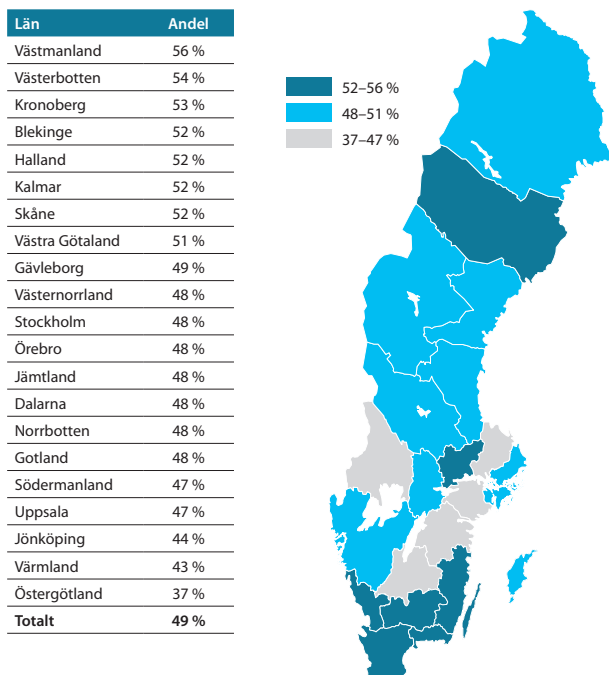 Län Andel
Västmanland 56 %
Västerbotten 54 %
Kronoberg 53 %
Blekinge 52 %
Halland 52 %
Kalmar 52 %
Skåne 52 %
Västra Götaland 51 %
Gävleborg 49 %
Västernorrland 48 %
Stockholm 48 %
Örebro 48 %
Jämtland 48 %
Dalarna 48 %
Norrbotten 48 %
Gotland 48 %
Södermanland 47 %
Uppsala 47 %
Jönköping 44 %
Värmland 43 %
Östergötland 37 %
Totalt 49 %
52–56 %
48–51 %
37–47 %